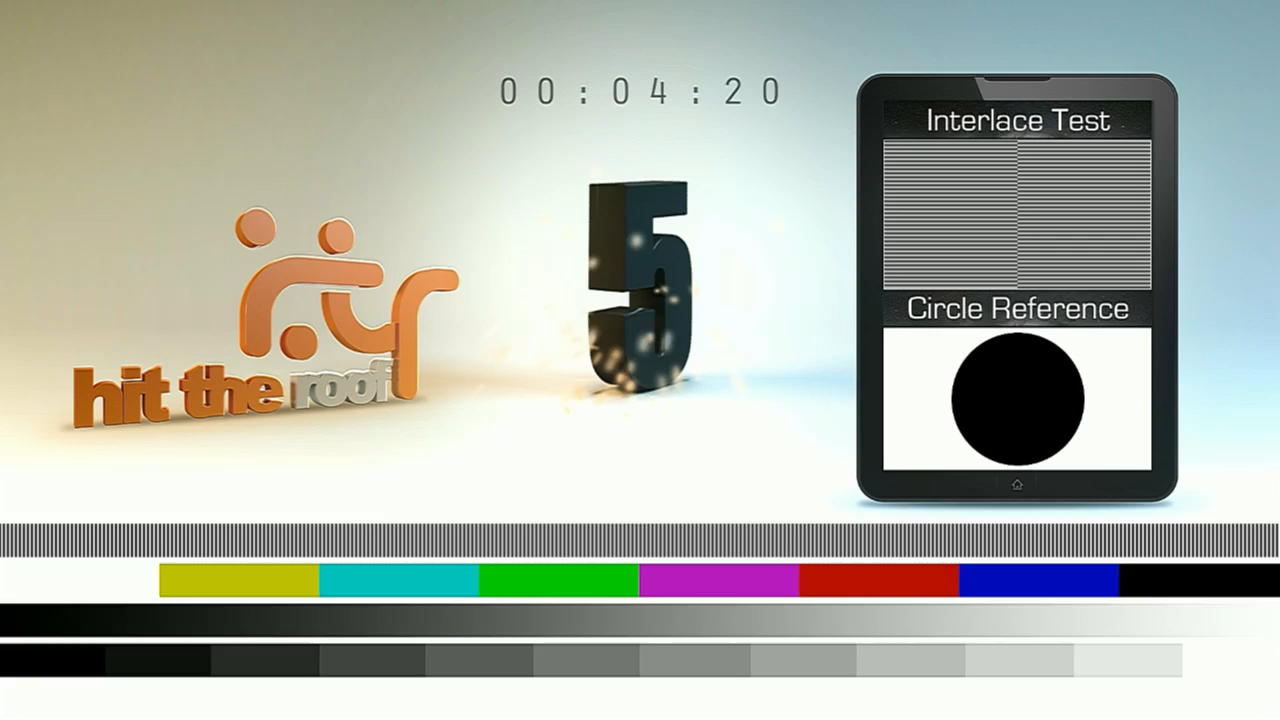 00:04:20
Interlace Test
5
Circle Reference
hit the roof